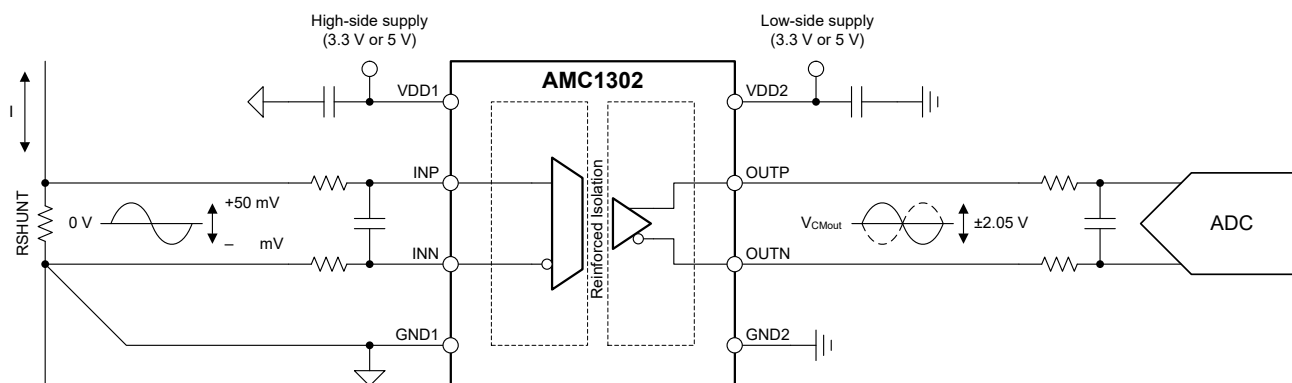 High-side supply
(3.3 V or 5 V)
Low-side supply
(3.3 V or 5 V)
AMC1302
VDD1
VDD2
I
INP
OUTP
RSHUNT
0 V
+50 mV
– mV
Reinforced Isolation
VCMout
±2.05 V
ADC
INN
OUTN
GND1
GND2